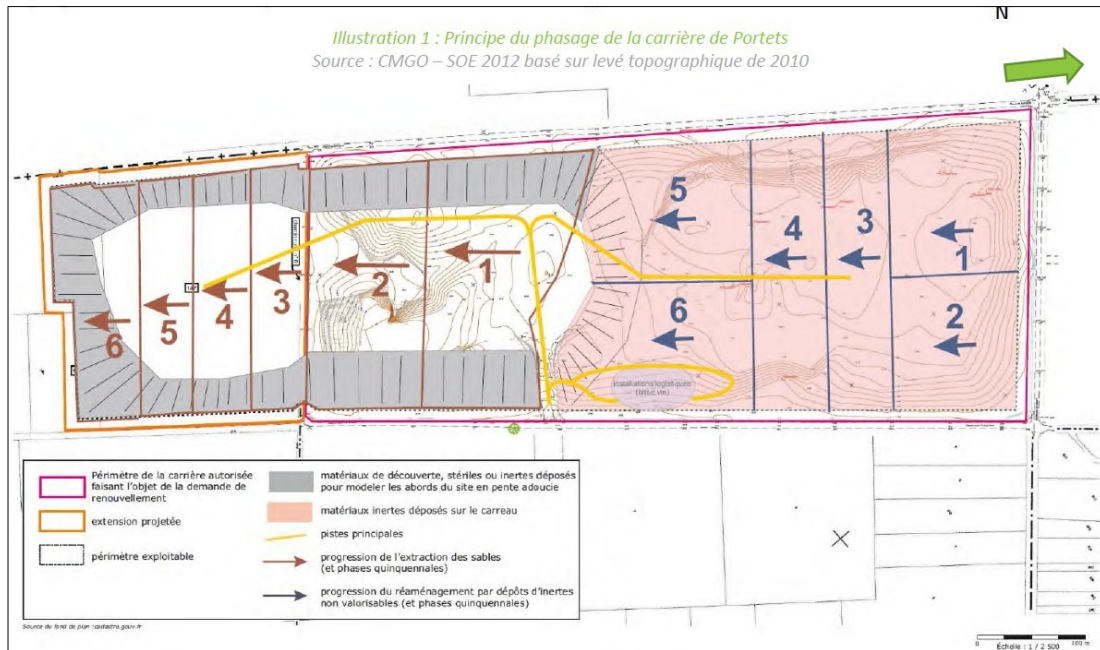 N
Illustration 1 : Principe du phasage de la carrière de Portets
Source : CMGO – SOE 2012 basé sur levé topographique de 2010
5
4
3
1
1
2
3
4
5
6
6
2
Installations logistiques
(base vie)
Périmètre de la carrière autorisée
faisant l'objet de la demande de
renouvellement
extension projetée
périmètre exploitable
matériaux de découverte, stériles ou inertes déposés
pour modeler les abords du site en pente adoucie
matériaux inertes déposés sur le carreau
pistes principales
progression de l'extraction des sables
(et phases quinquennales)
progression du réaménagement par dépôts d'inertes
non valorisables (et phases quinquennales)
Source du fond de plan : cadastre.gouv.fr
0 100 m
Échelle : 1 / 2 500